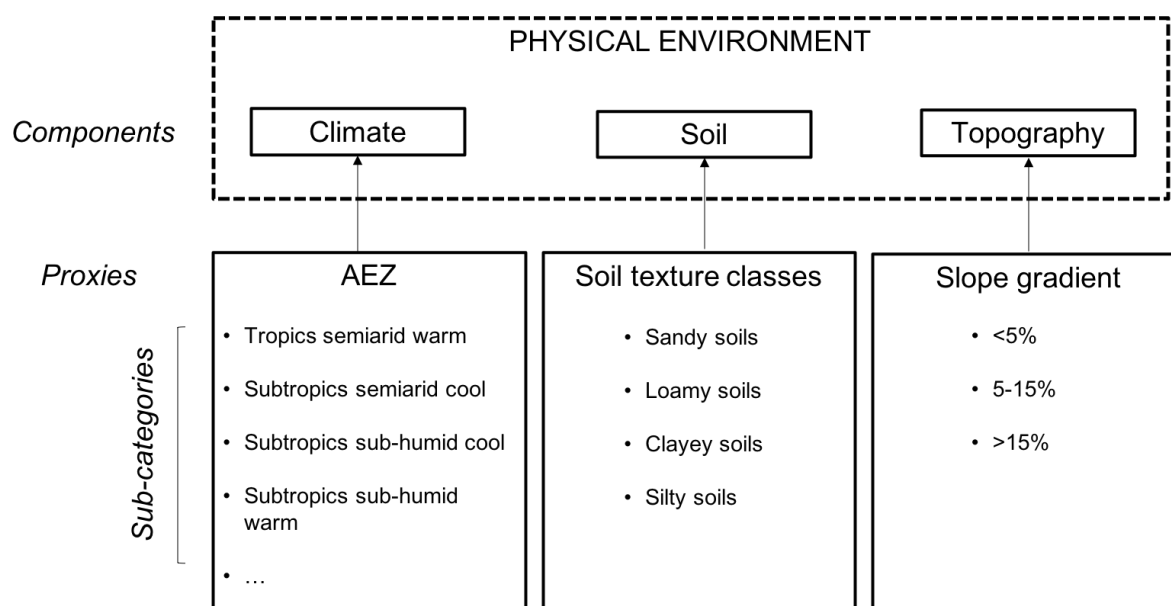 PHYSICAL ENVIRONMENT
Components
Climate
Soil
Topography
Proxies
AEZ
Soil texture classes
Slope gradient
Sub-categories
• Tropics semiarid warm
• Subtropics semiarid cool
• Subtropics sub-humid cool
• Subtropics sub-humid
warm
• …
• Sandy soils
• Loamy soils
• Clayey soils
• Silty soils
• <5%
• 5-15%
• >15%